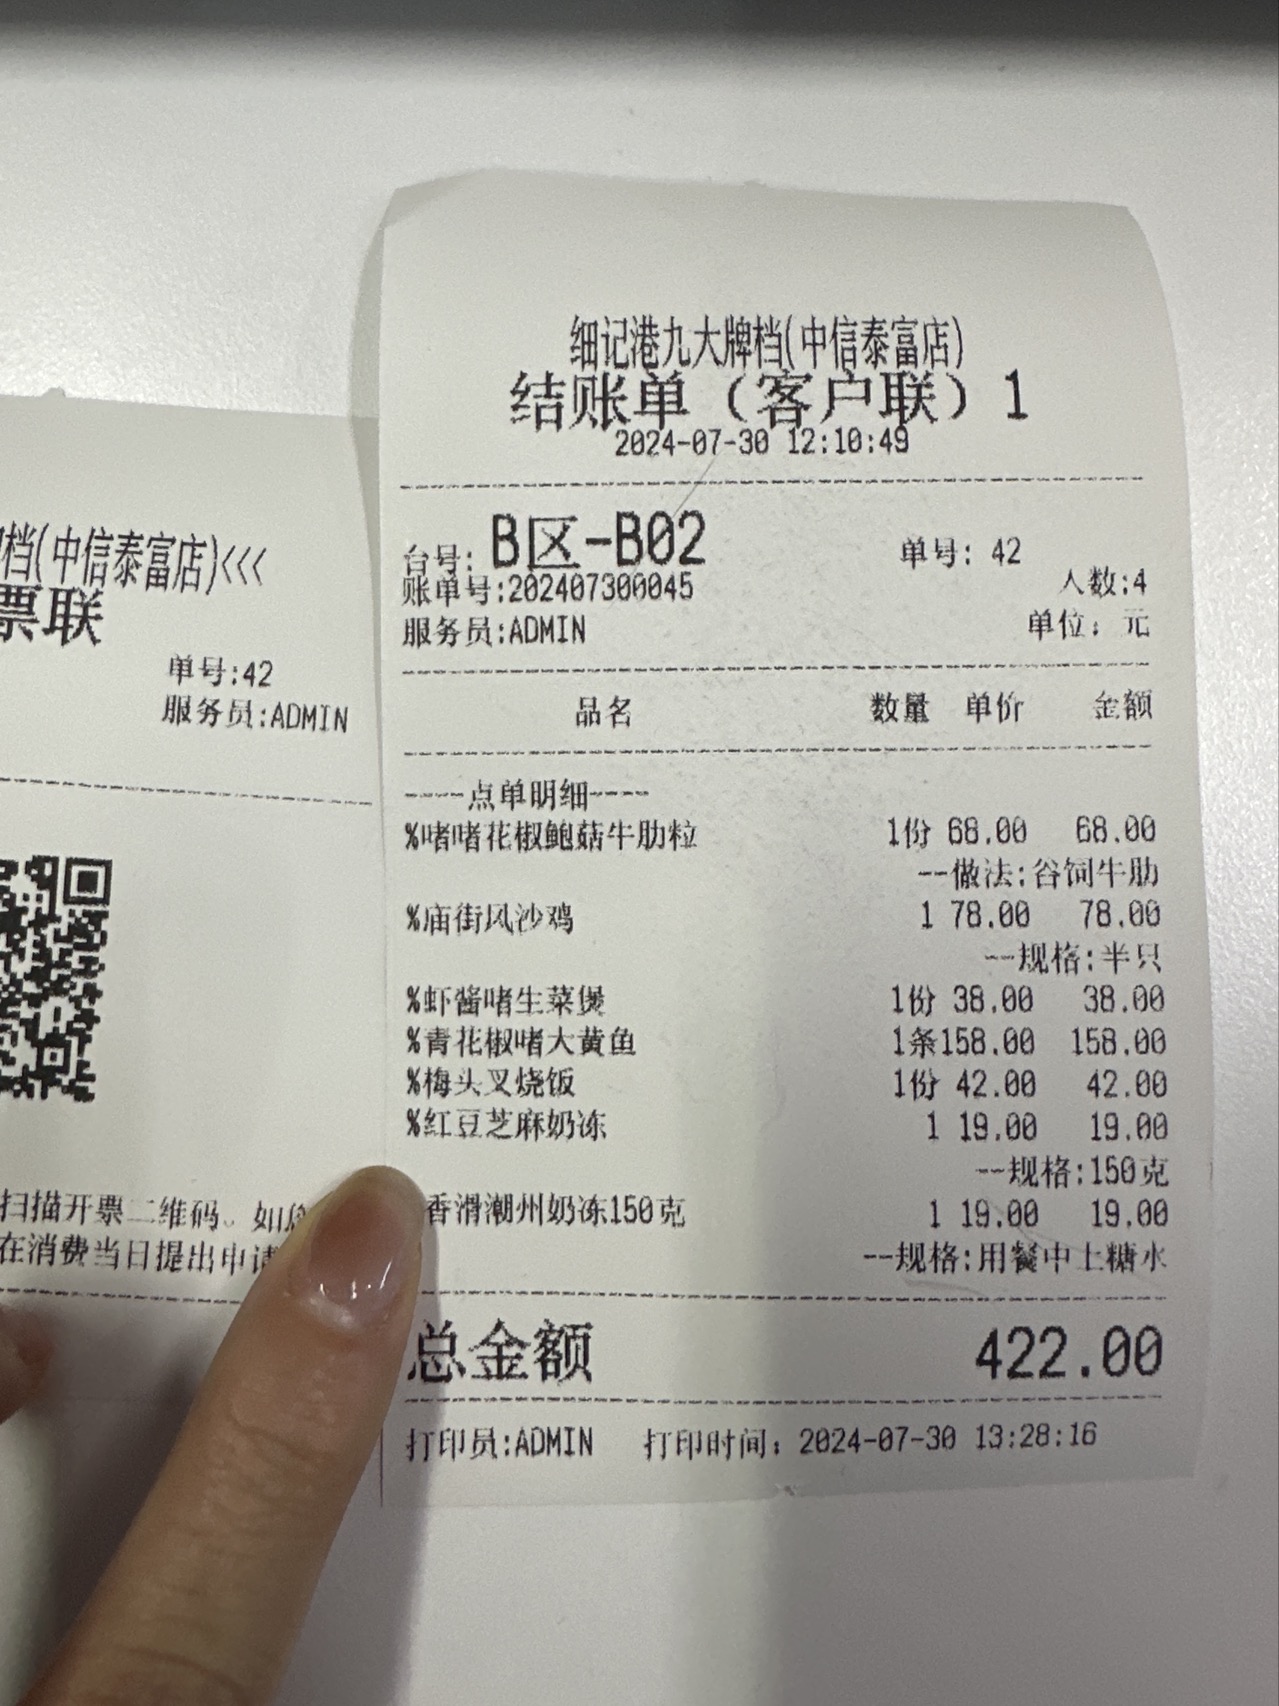 档(中信泰富店)<<<
票联
单号:42
服务员:ADMIN
扫描开票二维码。如
在消费当日提出申请
细记港九大牌档(中信泰富店)
结账单（客户联）1
2024-07-30 12:10:49
台号: B区-B02 单号: 42
账单号:202407300045 人数:4
服务员:ADMIN 单位: 元
品名 数量 单价 金额
----点单明细----
%啫啫花椒鲍菇牛肋粒 1份 68.00 68.00
--做法:谷饲牛肋
%庙街风沙鸡 1 78.00 78.00
--规格:半只
%虾酱啫生菜煲 1份 38.00 38.00
%青花椒啫大黄鱼 1条158.00 158.00
%梅头叉烧饭 1份 42.00 42.00
%红豆芝麻奶冻 1 19.00 19.00
--规格:150克
香滑潮州奶冻150克 1 19.00 19.00
--规格:用餐中上糖水
总金额 422.00
打印员:ADMIN 打印时间: 2024-07-30 13:28:16